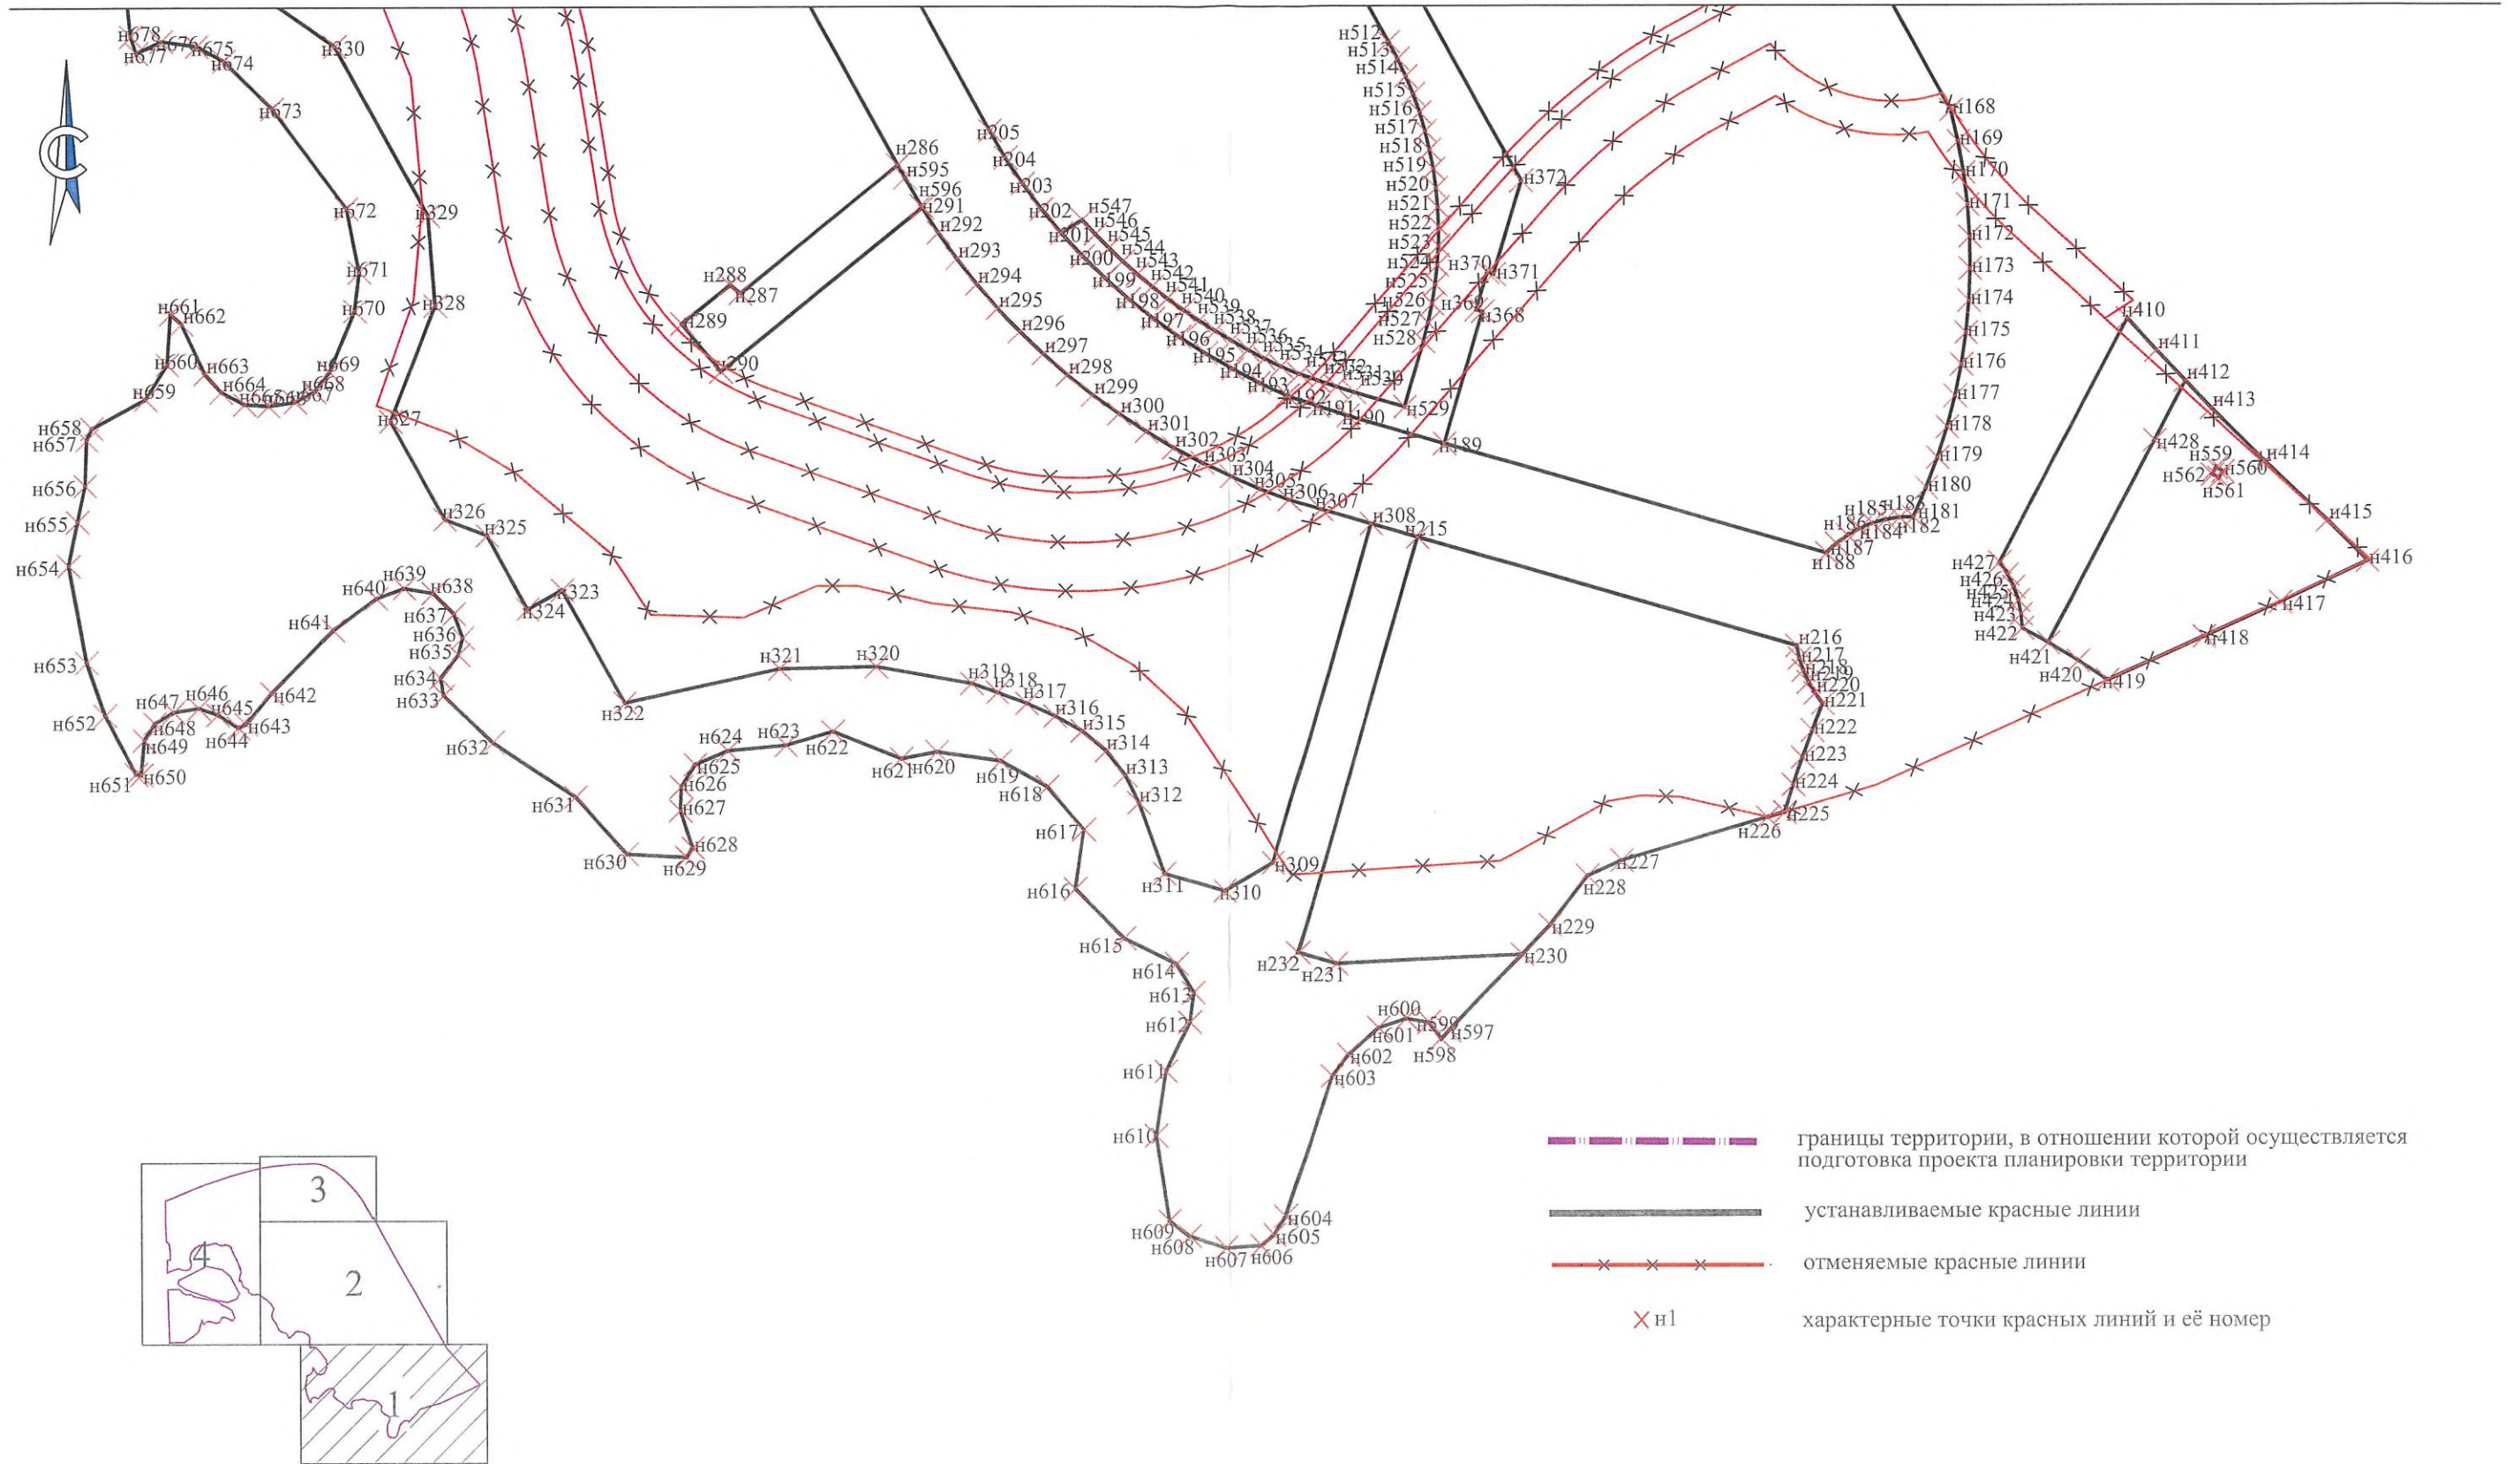 н678
н676
н675
н677
н674
н330
н673
н672
н329
н671
н670
н328
н661
н662
н660
н663
н669
н664
н668
н667
н659
н327
н658
н657
н656
н326
н655
н325
н654
н639
н640
н638
н323
н324
н637
н641
н636
н635
н653
н634
н633
н642
н646
н647
н645
н652
н648
н643
н644
н649
н632
н651
н650
н631
н630
н322
н321
н320
н319
н318
н317
н316
н315
н314
н313
н312
н624
н623
н622
н625
н621
н620
н619
н626
н618
н627
н617
н628
н629
н616
н311
н310
н309
н615
н614
н613
н612
н611
н610
н609
н608
н607
н606
н605
н604
н603
н602
н601
н600
н599
н598
н597
н232
н231
н230
н229
н228
н227
н226
н225
н224
н223
н222
н221
н220
н219
н218
н217
н216
н215
н308
н307
н306
н305
н304
н303
н302
н301
н300
н299
н298
н297
н296
н295
н294
н293
н292
н291
н596
н595
н286
н288
н287
н289
н290
н205
н204
н203
н202
н201
н200
н199
н198
н197
н196
н195
н194
н193
н192
н191
н190
н189
н547
н546
н545
н544
н543
н542
н541
н540
н539
н538
н537
н536
н535
н534
н532
н531
н530
н529
н528
н527
н526
н525
н524
н523
н522
н521
н520
н519
н518
н517
н516
н515
н514
н513
н512
н372
н370
н371
н369
н368
н168
н169
н170
н171
н172
н173
н174
н175
н176
н177
н178
н179
н180
н181
н182
н183
н184
н185
н186
н187
н188
н410
н411
н412
н413
н428
н559
н560
н562
н561
н414
н415
н416
н417
н418
н419
н420
н421
н422
н423
н424
н425
н426
н427
границы территории, в отношении которой осуществляется
подготовка проекта планировки территории
устанавливаемые красные линии
отменяемые красные линии
н1 характерные точки красных линий и её номер
3
4
2
1
С